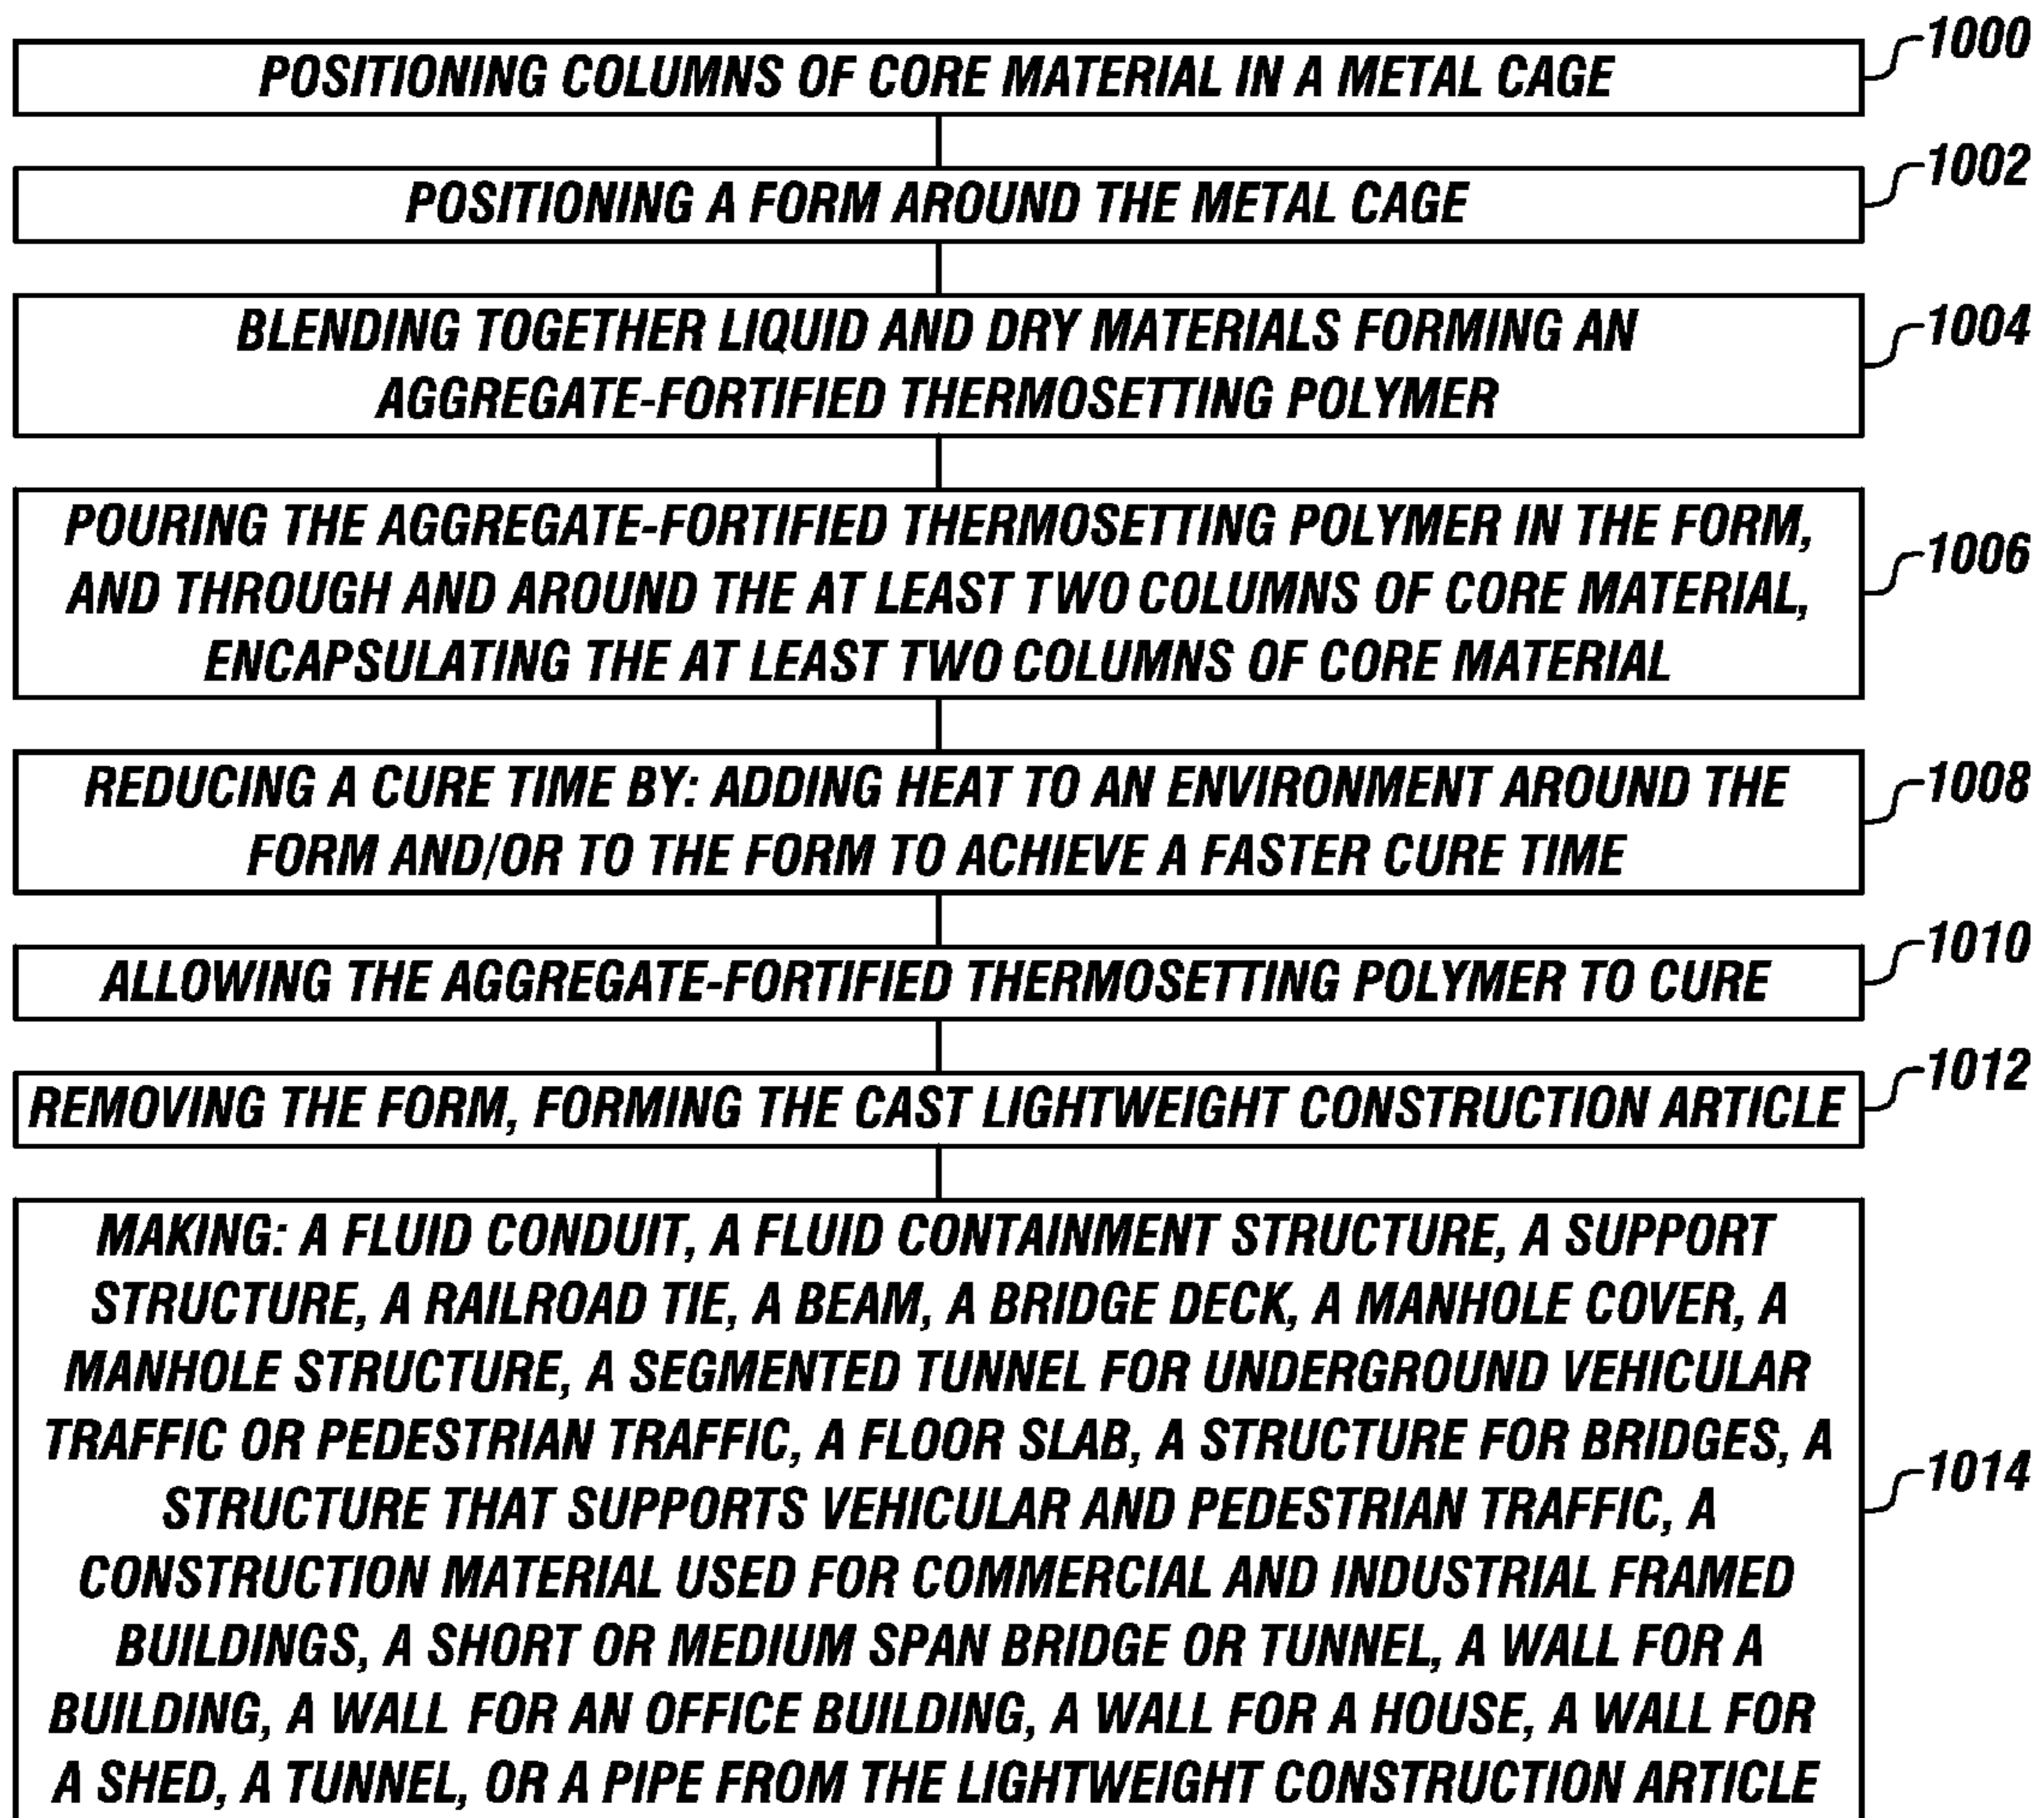 POSITIONING COLUMNS OF CORE MATERIAL IN A METAL CAGE
1000
POSITIONING A FORM AROUND THE METAL CAGE
1002
BLENDING TOGETHER LIQUID AND DRY MATERIALS FORMING AN
AGGREGATE-FORTIFIED THERMOSETTING POLYMER
1004
POURING THE AGGREGATE-FORTIFIED THERMOSETTING POLYMER IN THE FORM,
AND THROUGH AND AROUND THE AT LEAST TWO COLUMNS OF CORE MATERIAL,
ENCAPSULATING THE AT LEAST TWO COLUMNS OF CORE MATERIAL
1006
REDUCING A CURE TIME BY: ADDING HEAT TO AN ENVIRONMENT AROUND THE
FORM AND/OR TO THE FORM TO ACHIEVE A FASTER CURE TIME
1008
ALLOWING THE AGGREGATE-FORTIFIED THERMOSETTING POLYMER TO CURE
1010
REMOVING THE FORM, FORMING THE CAST LIGHTWEIGHT CONSTRUCTION ARTICLE
1012
MAKING: A FLUID CONDUIT, A FLUID CONTAINMENT STRUCTURE, A SUPPORT
STRUCTURE, A RAILROAD TIE, A BEAM, A BRIDGE DECK, A MANHOLE COVER, A
MANHOLE STRUCTURE, A SEGMENTED TUNNEL FOR UNDERGROUND VEHICULAR
TRAFFIC OR PEDESTRIAN TRAFFIC, A FLOOR SLAB, A STRUCTURE FOR BRIDGES, A
STRUCTURE THAT SUPPORTS VEHICULAR AND PEDESTRIAN TRAFFIC, A
CONSTRUCTION MATERIAL USED FOR COMMERCIAL AND INDUSTRIAL FRAMED
BUILDINGS, A SHORT OR MEDIUM SPAN BRIDGE OR TUNNEL, A WALL FOR A
BUILDING, A WALL FOR AN OFFICE BUILDING, A WALL FOR A HOUSE, A WALL FOR
A SHED, A TUNNEL, OR A PIPE FROM THE LIGHTWEIGHT CONSTRUCTION ARTICLE
1014